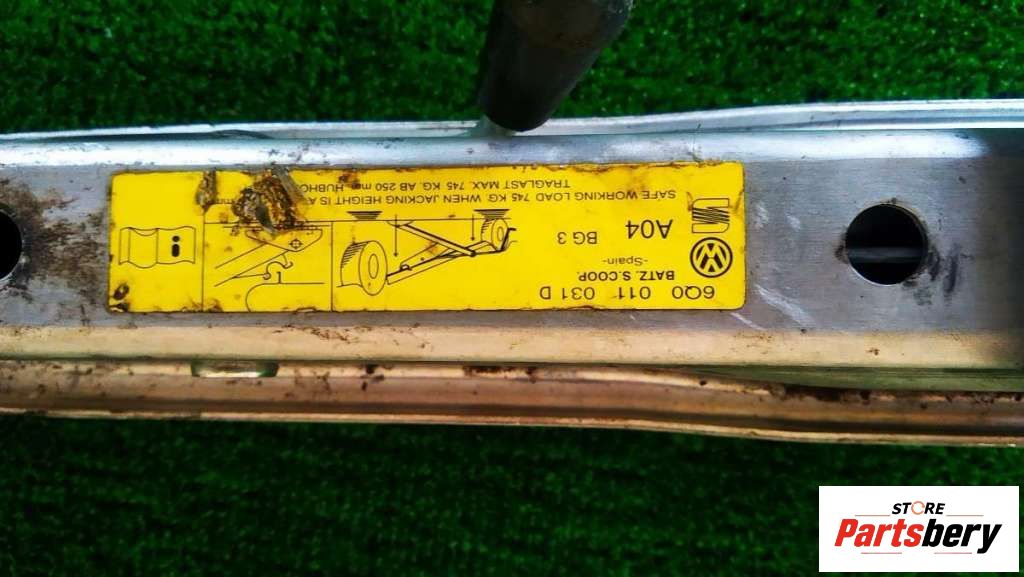 6Q0 011 031 D
BATZ. S.COOP.
-Spain-
A04 BG 3
SAFE WORKING LOAD 745 KG. WHEN JACKING HEIGHT IS A
TRAGLAST MAX. 745 KG. AB 250 mm HUBHÖ
STORE
Partsbery